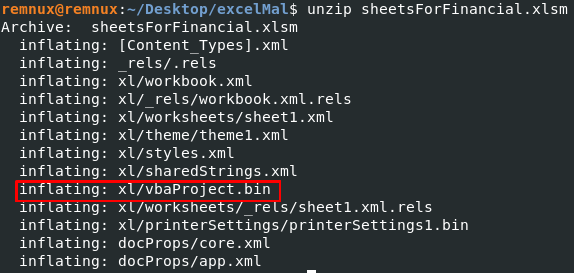 remnux@remnux:~/Desktop/excelMal$ unzip sheetsForFinancial.xlsm
Archive:  sheetsForFinancial.xlsm
  inflating: [Content_Types].xml
  inflating: _rels/.rels
  inflating: xl/workbook.xml
  inflating: xl/_rels/workbook.xml.rels
  inflating: xl/worksheets/sheet1.xml
  inflating: xl/theme/theme1.xml
  inflating: xl/styles.xml
  inflating: xl/sharedStrings.xml
  inflating: xl/vbaProject.bin
  inflating: xl/worksheets/_rels/sheet1.xml.rels
  inflating: xl/printerSettings/printerSettings1.bin
  inflating: docProps/core.xml
  inflating: docProps/app.xml